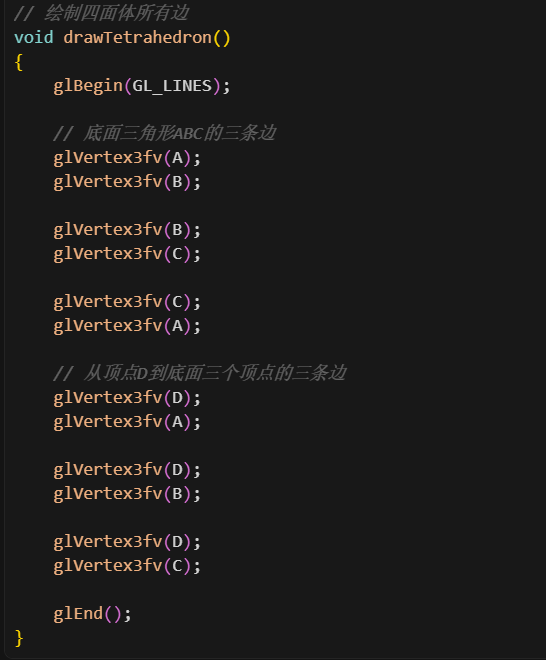 // 绘制四面体所有边
void drawTetrahedron()
{
    glBegin(GL_LINES);

    // 底面三角形ABC的三条边
    glVertex3fv(A);
    glVertex3fv(B);

    glVertex3fv(B);
    glVertex3fv(C);

    glVertex3fv(C);
    glVertex3fv(A);

    // 从顶点D到底面三个顶点的三条边
    glVertex3fv(D);
    glVertex3fv(A);

    glVertex3fv(D);
    glVertex3fv(B);

    glVertex3fv(D);
    glVertex3fv(C);

    glEnd();
}